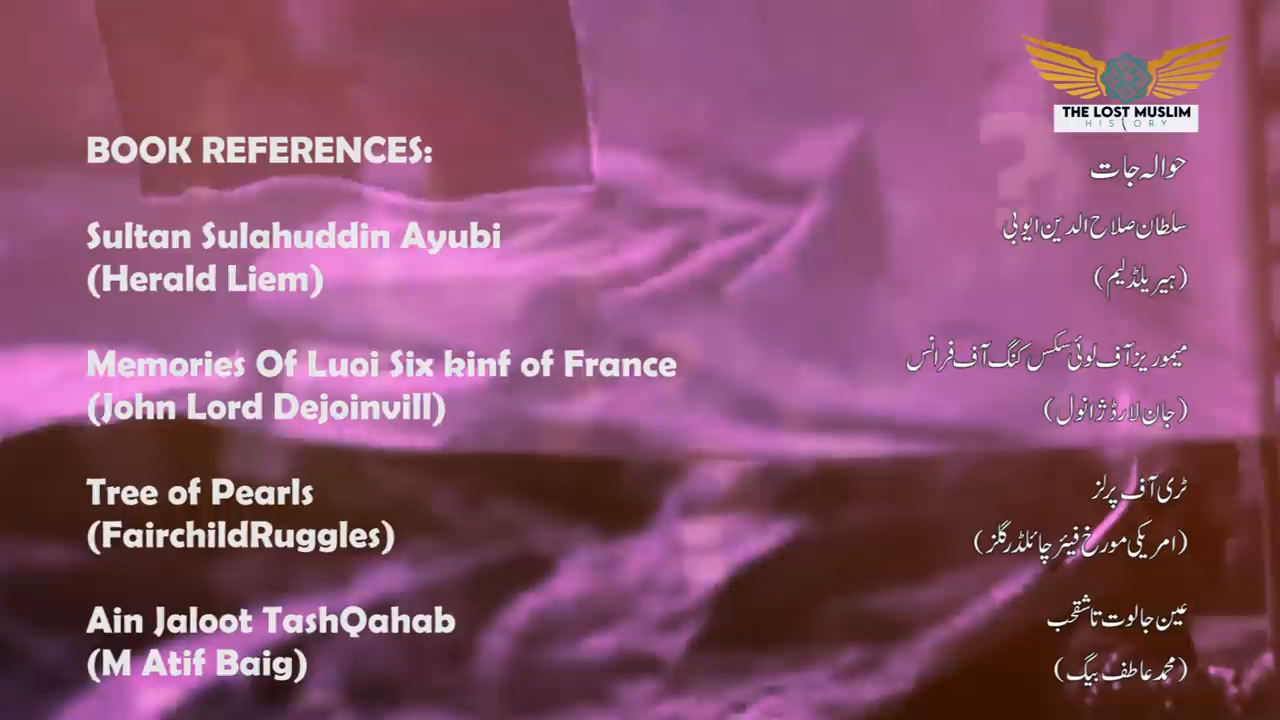 THE LOST MUSLIM
HISTORY
BOOK REFERENCES:
Sultan Sulahuddin Ayubi
(Herald Liem)
Memories Of Luoi Six kinf of France
(John Lord Dejoinvill)
Tree of Pearls
(FairchildRuggles)
Ain Jaloot TashQahab
(M Atif Baig)
حوالہ جات
سلطان صلاح الدین ایوبی
(ہیریلڈ لیم)
میموریز آف لوئی سکس کنگ آف فرانس
(جان لارڈ ژانول)
ٹری آف پرلز
(امریکی مورخ فیئر چائلڈ رگلز)
عین جالوت تا شقحب
(محمد عاطف بیگ)